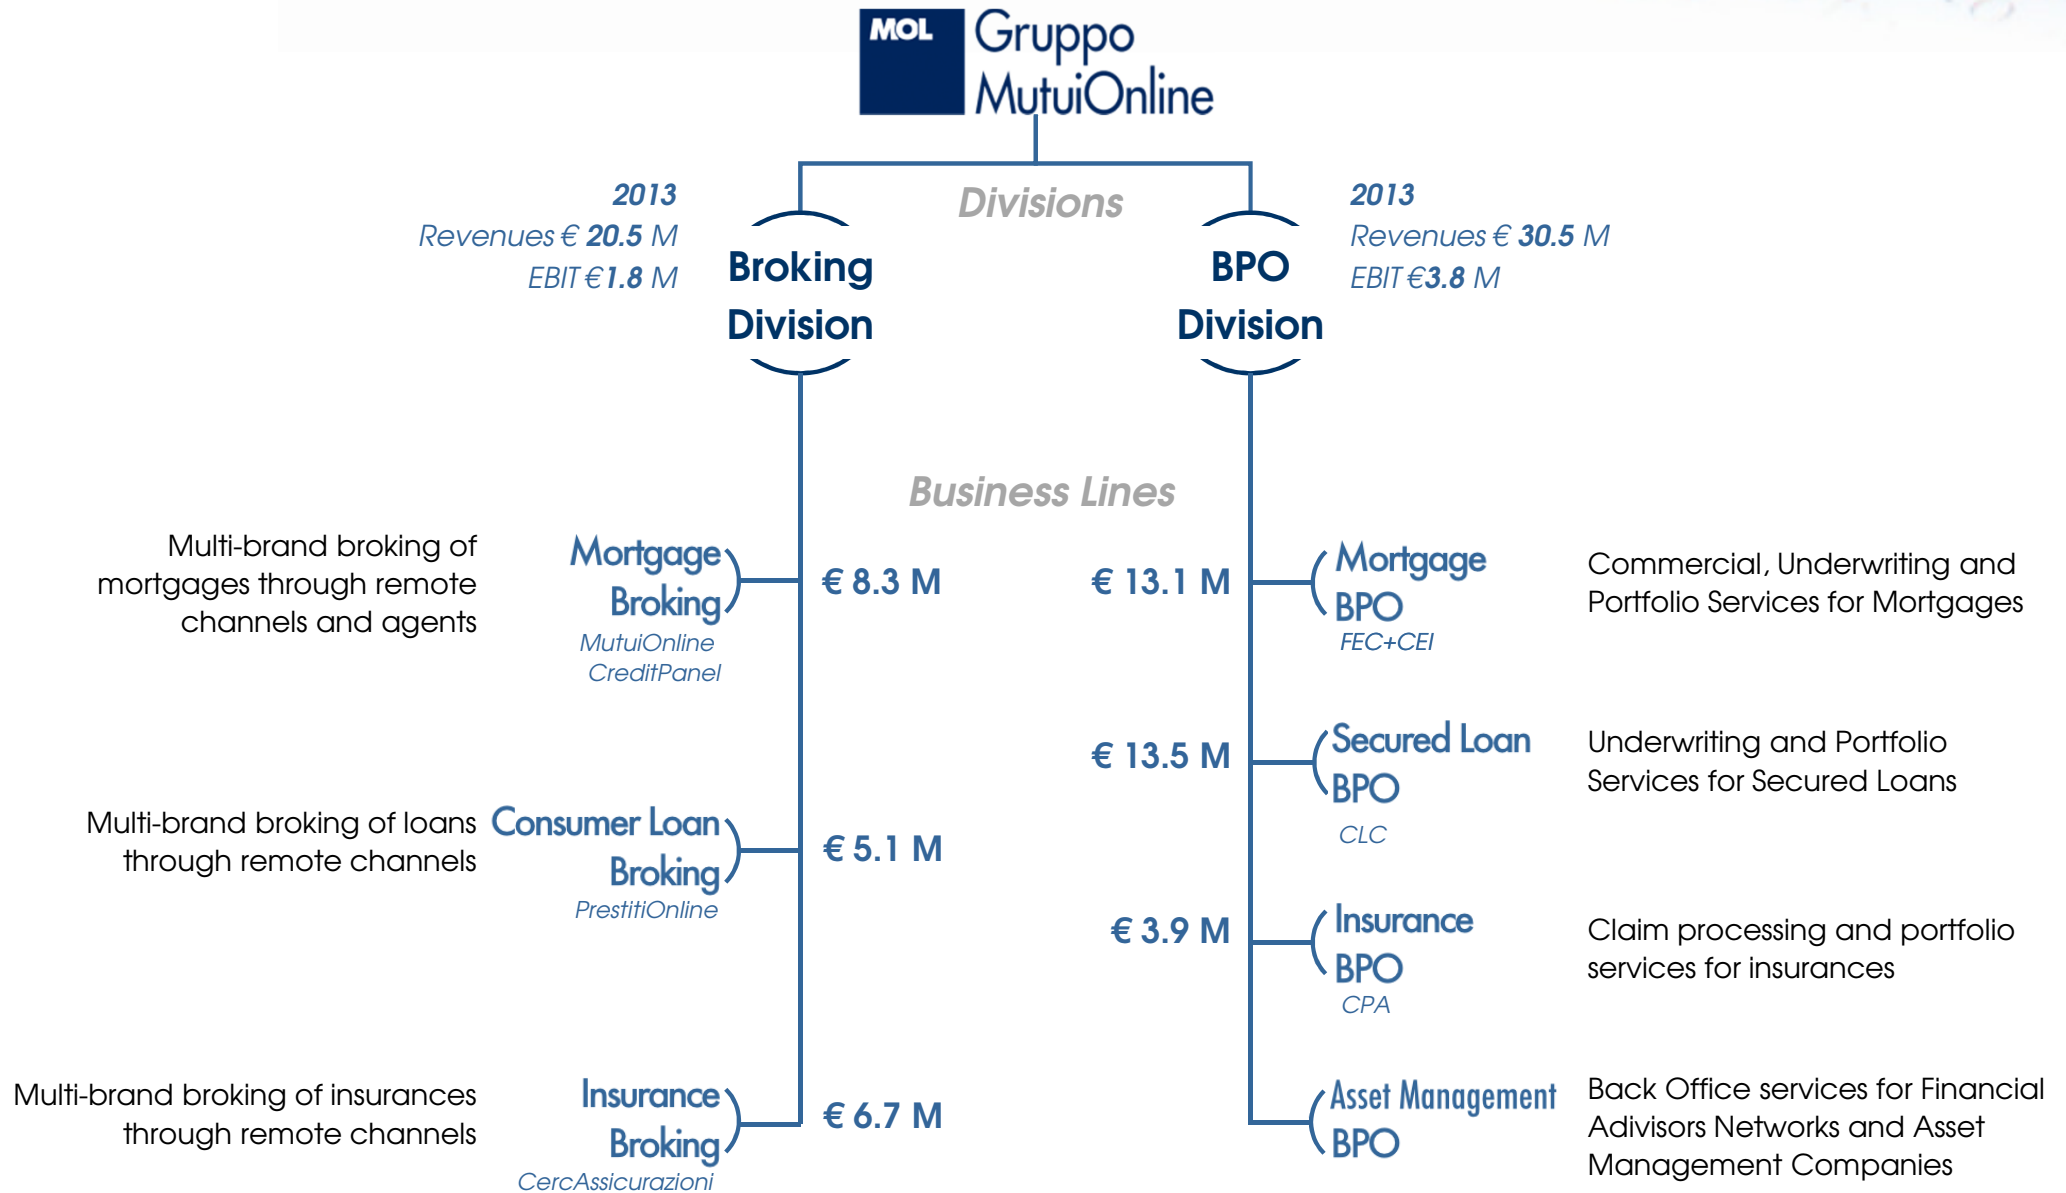 MOL Gruppo
MutuiOnline
2013
Revenues € 20.5 M
EBIT €1.8 M
Divisions
2013
Revenues € 30.5 M
EBIT €3.8 M
Broking
Division
BPO
Division
Business Lines
Multi-brand broking of
mortgages through remote
channels and agents
Mortgage
Broking
MutuiOnline
CreditPanel
€ 8.3 M
€ 13.1 M
Mortgage
BPO
FEC+CEI
Commercial, Underwriting and
Portfolio Services for Mortgages
€ 13.5 M
Secured Loan
BPO
CLC
Underwriting and Portfolio
Services for Secured Loans
Multi-brand broking of loans
through remote channels
Consumer Loan
Broking
PrestitiOnline
€ 5.1 M
€ 3.9 M
Insurance
BPO
CPA
Claim processing and portfolio
services for insurances
Multi-brand broking of insurances
through remote channels
Insurance
Broking
CercAssicurazioni
€ 6.7 M
Asset Management
BPO
Back Office services for Financial
Adivisors Networks and Asset
Management Companies